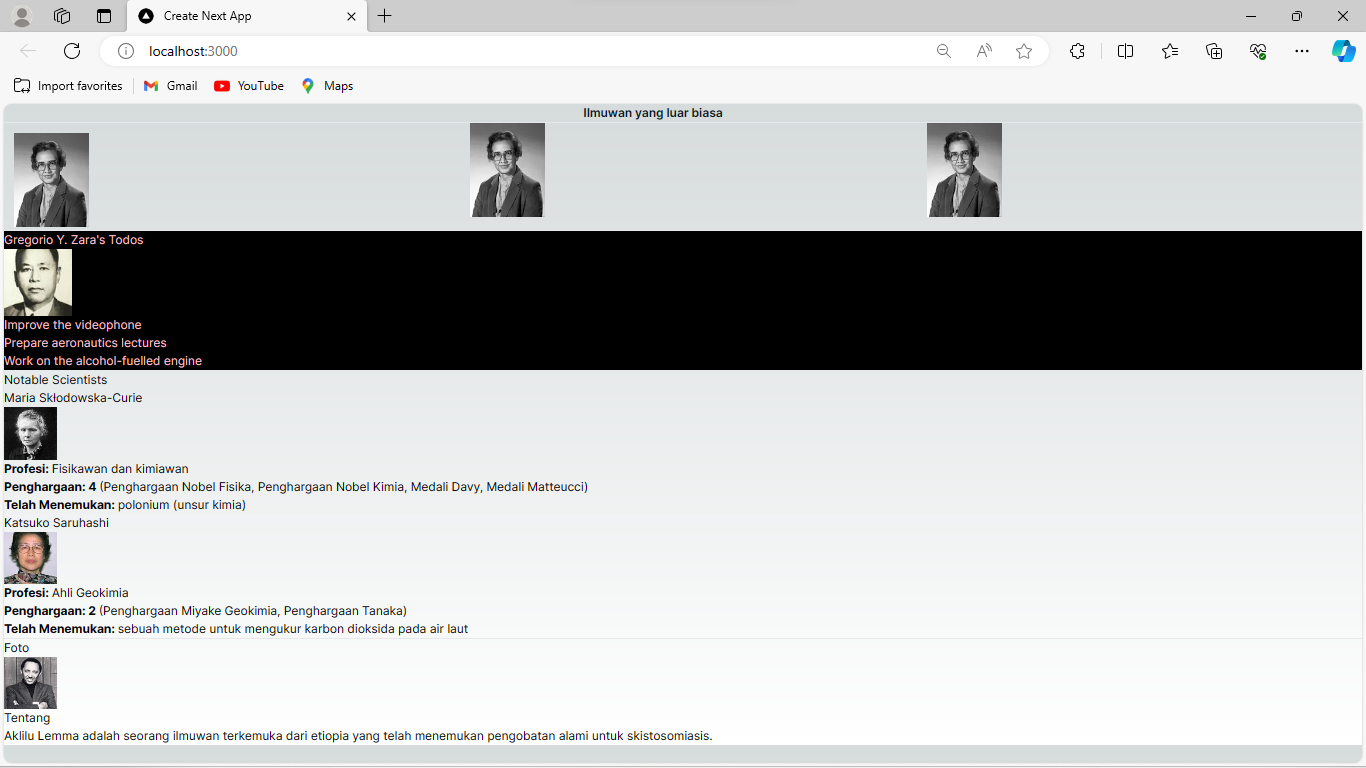 Create Next App
localhost:3000
Import favorites
Gmail
YouTube
Maps
Ilmuwan yang luar biasa
Gregorio Y. Zara's Todos
Improve the videophone
Prepare aeronautics lectures
Work on the alcohol-fuelled engine
Notable Scientists
Maria Skłodowska-Curie
Profesi: Fisikawan dan kimiawan
Penghargaan: 4 (Penghargaan Nobel Fisika, Penghargaan Nobel Kimia, Medali Davy, Medali Matteucci)
Telah Menemukan: polonium (unsur kimia)
Katsuko Saruhashi
Profesi: Ahli Geokimia
Penghargaan: 2 (Penghargaan Miyake Geokimia, Penghargaan Tanaka)
Telah Menemukan: sebuah metode untuk mengukur karbon dioksida pada air laut
Foto
Tentang
Aklilu Lemma adalah seorang ilmuwan terkemuka dari etiopia yang telah menemukan pengobatan alami untuk skistosomiasis.